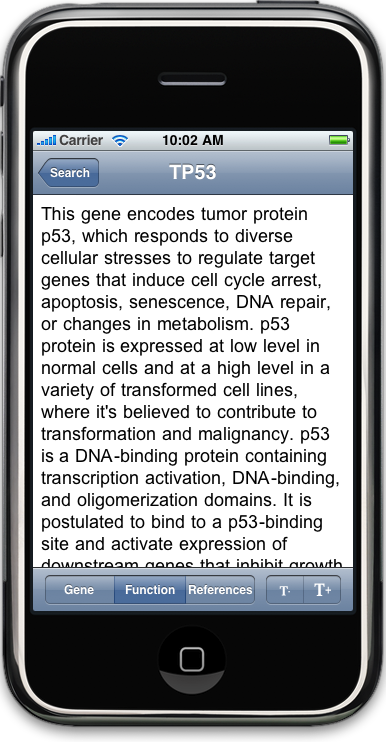 Carrier 10:02 AM
Search TP53
This gene encodes tumor protein
p53, which responds to diverse
cellular stresses to regulate target
genes that induce cell cycle arrest,
apoptosis, senescence, DNA repair,
or changes in metabolism. p53
protein is expressed at low level in
normal cells and at a high level in a
variety of transformed cell lines,
where it's believed to contribute to
transformation and malignancy. p53
is a DNA-binding protein containing
transcription activation, DNA-binding,
and oligomerization domains. It is
postulated to bind to a p53-binding
site and activate expression of
downstream genes that inhibit growth
Gene Function References T- T+